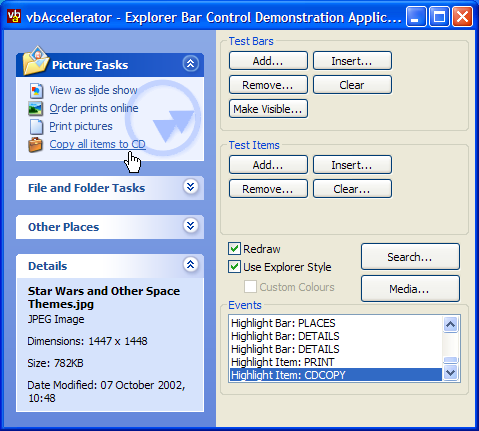 vbAccelerator - Explorer Bar Control Demonstration Applic...
Picture Tasks
View as slide show
Order prints online
Print pictures
Copy all items to CD
File and Folder Tasks
Other Places
Details
Star Wars and Other Space
Themes.jpg
JPEG Image
Dimensions: 1447 x 1448
Size: 782KB
Date Modified: 07 October 2002,
10:48
Test Bars
Add... Insert...
Remove... Clear
Make Visible...
Test Items
Add... Insert...
Remove... Clear...
Redraw
Use Explorer Style
Custom Colours
Search...
Media...
Events
Highlight Bar: PLACES
Highlight Bar: DETAILS
Highlight Bar: DETAILS
Highlight Item: PRINT
Highlight Item: CDCOPY